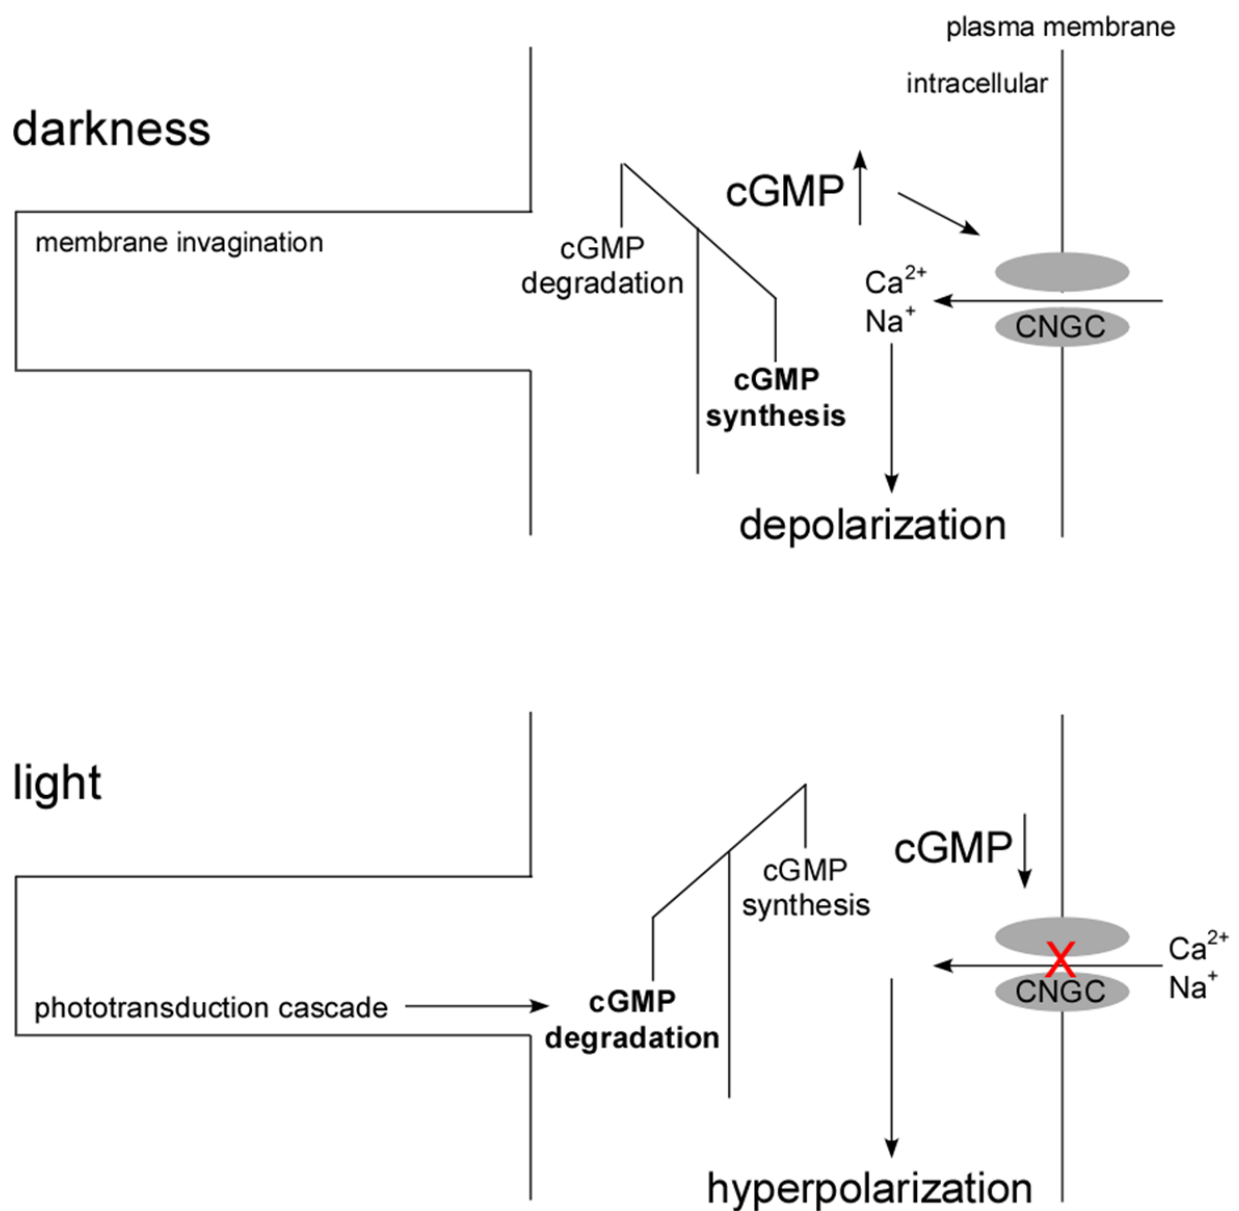 plasma membrane
intracellular
darkness
cGMP
membrane invagination
cGMP
degradation
Ca²⁺
Na⁺
CNGC
cGMP
synthesis
depolarization
light
cGMP
cGMP
synthesis
Ca²⁺
Na⁺
X
CNGC
phototransduction cascade
cGMP
degradation
hyperpolarization